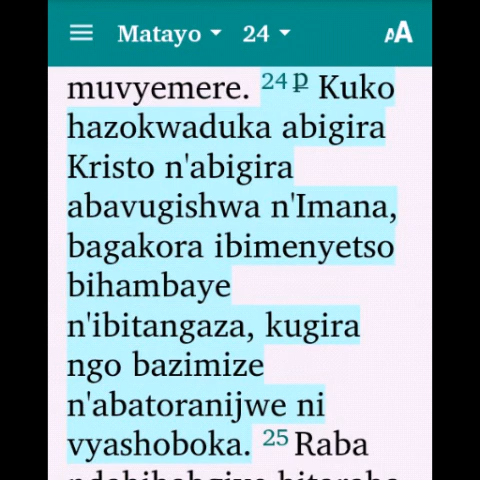 Matayo 24 AA
muvyemere. 24 Kuko
hazokwaduka abigira
Kristo n'abigira
abavugishwa n'Imana,
bagakora ibimenyetso
bihambaye
n'ibitangaza, kugira
ngo bazimize
n'abatoranijwe ni
vyashoboka. 25 Raba